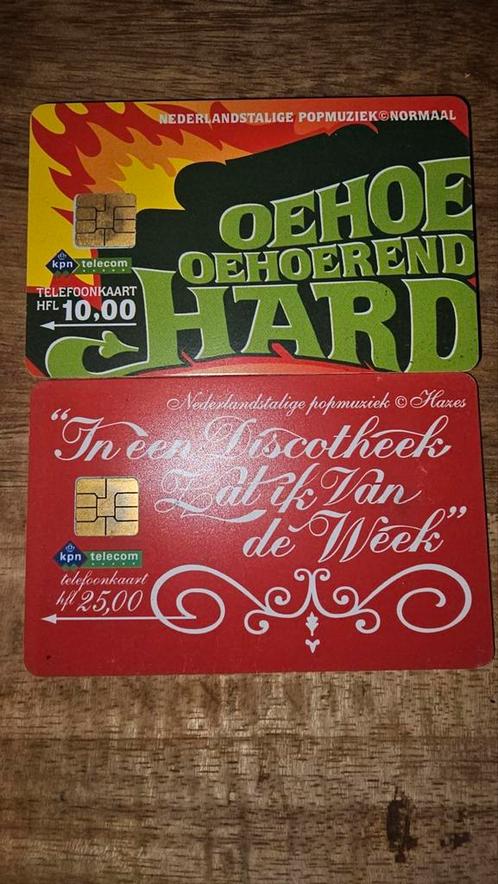 NEDERLANDSTALIGE POPMUZIEK©NORMAAL
OEHOE
OEHOEREND
HARD
kpn telecom
TELEFOONKAART
HFL 10,00
Nederlandstalige popmuziek © Hazes
"In een Discotheek
Zat ik Van
de Week"
kpn telecom
telefoonkaart
hfl 25,00